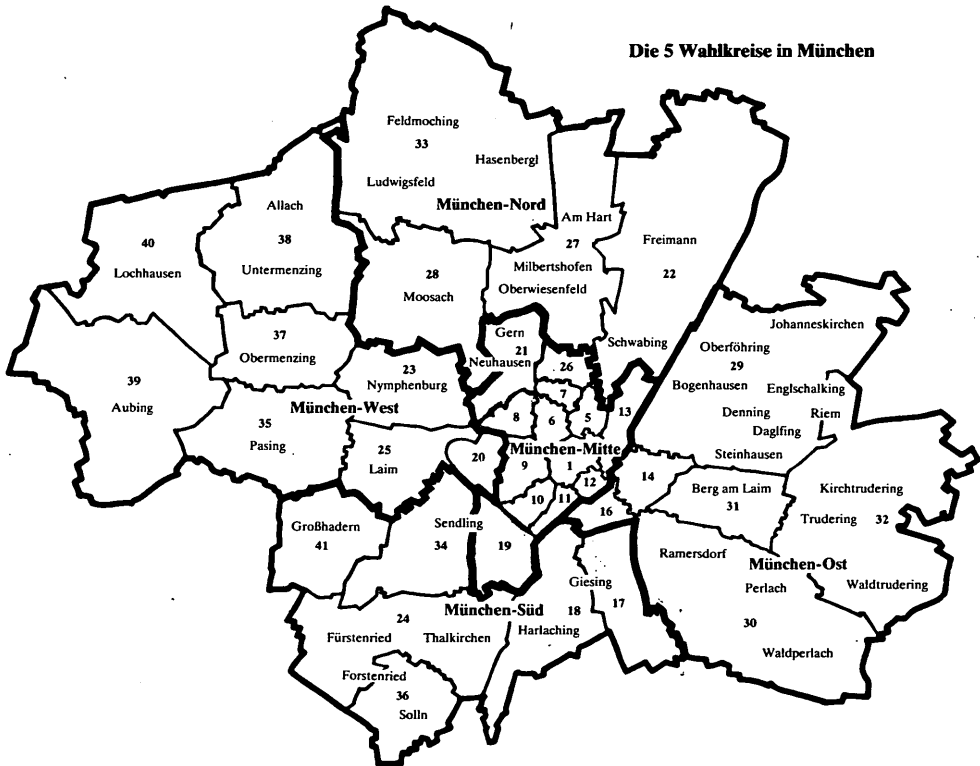 Die 5 Wahlkreise in München
Feldmoching
33
Hasenbergl
Ludwigsfeld
München-Nord
Am Hart
27
Milbertshofen
Oberwiesenfeld
Freimann
22
Schwabing
Allach
38
Untermenzing
40
Lochhausen
28
Moosach
37
Obermenzing
39
Aubing
35
Pasing
München-West
23
Nymphenburg
25
Laim
20
Gern
21
Neuhausen
26
7
8
6
5
13
München-Mitte
9
1
12
10
11
14
16
Johanneskirchen
Oberföhring
29
Bogenhausen
Englschalking
Denning
Riem
Daglfing
Steinhausen
Berg am Laim
31
Kirchtrudering
Trudering
32
Ramersdorf
München-Ost
Perlach
Waldtrudering
30
Waldperlach
Großhadern
41
Sendling
34
19
München-Süd
Giesing
18
17
Harlaching
24
Fürstenried
Thalkirchen
Forstenried
36
Solln